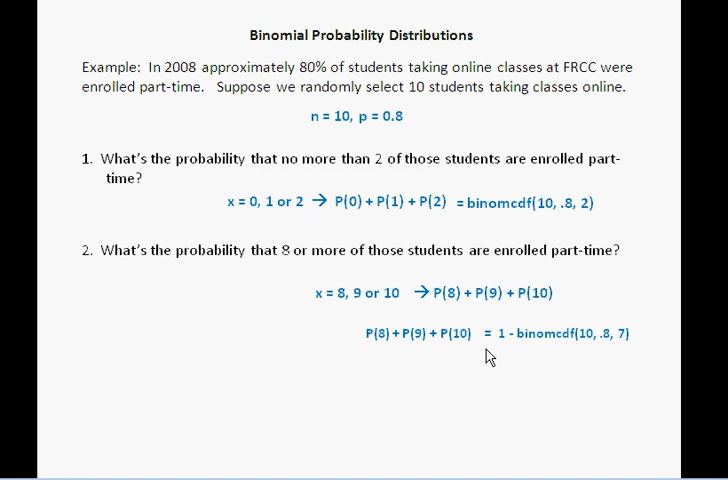 Binomial Probability Distributions
Example: In 2008 approximately 80% of students taking online classes at FRCC were
enrolled part-time. Suppose we randomly select 10 students taking classes online.
n = 10, p = 0.8
1. What's the probability that no more than 2 of those students are enrolled part-
time?
x = 0, 1 or 2 → P(0) + P(1) + P(2) = binomcdf(10, .8, 2)
2. What's the probability that 8 or more of those students are enrolled part-time?
x = 8, 9 or 10 → P(8) + P(9) + P(10)
P(8) + P(9) + P(10) = 1 - binomcdf(10, .8, 7)